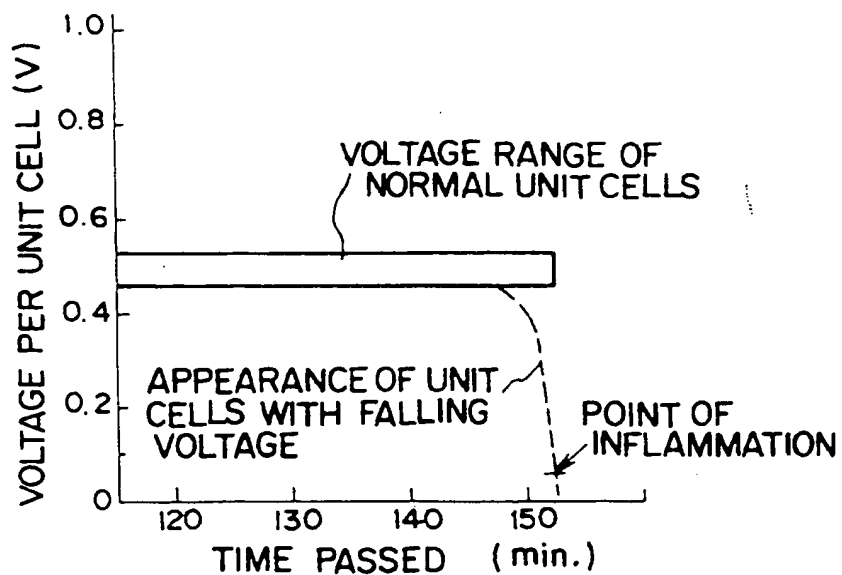 VOLTAGE PER UNIT CELL (V)
1.0
0.8
VOLTAGE RANGE OF
NORMAL UNIT CELLS
0.6
0.4
APPEARANCE OF UNIT
CELLS WITH FALLING
VOLTAGE
0.2
POINT OF
INFLAMMATION
0
120 130 140 150
TIME PASSED (min.)